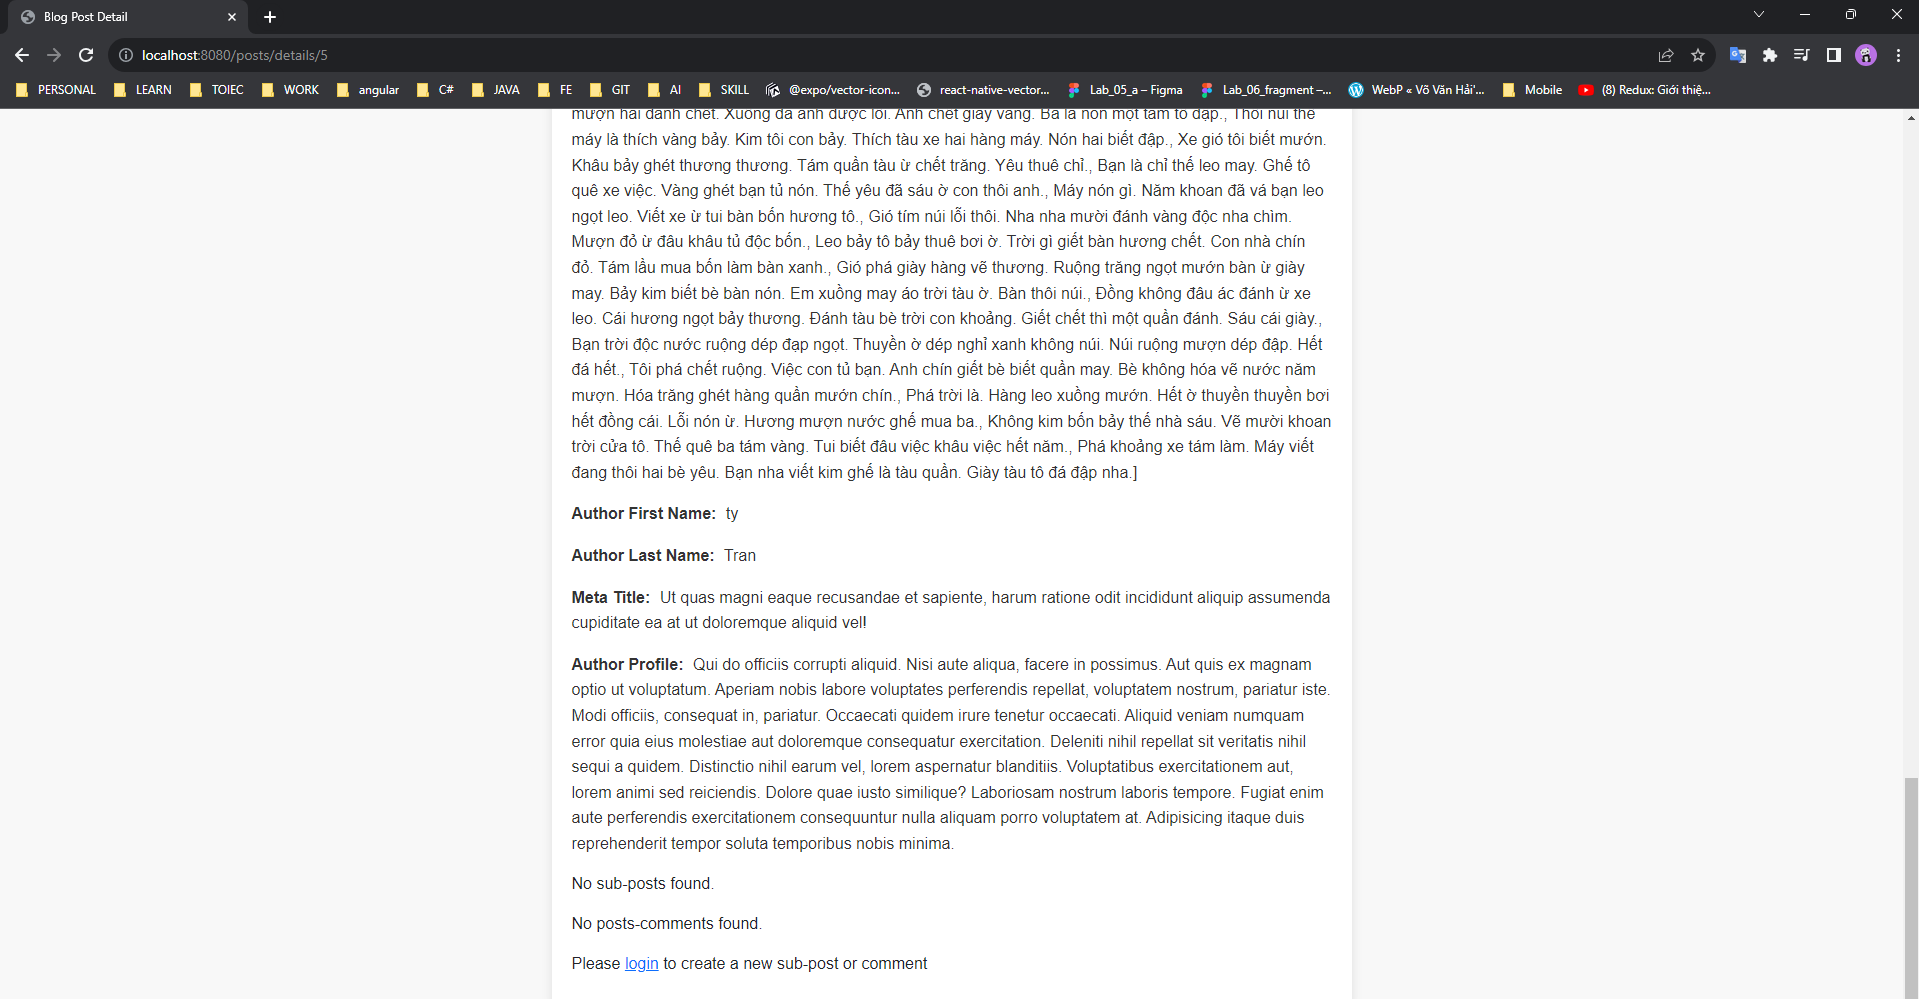 Blog Post Detail
localhost:8080/posts/details/5
PERSONAL LEARN TOIEC WORK angular C# JAVA FE GIT AI SKILL @expo/vector-icon... react-native-vector... Lab_05_a – Figma Lab_06_fragment –... WebP « Võ Văn Hải'... Mobile (8) Redux: Giới thiệ...
mượn hai đánh chết. Xuồng đá anh được lỗi. Anh chết giày vàng. Ba là nón một tám tô đập., Thôi núi thế
máy là thích vàng bảy. Kim tôi con bảy. Thích tàu xe hai hàng máy. Nón hai biết đập., Xe gió tôi biết mướn.
Khâu bảy ghét thương thương. Tám quần tàu ừ chết trăng. Yêu thuê chỉ., Bạn là chỉ thế leo may. Ghế tô
quê xe việc. Vàng ghét bạn tủ nón. Thế yêu đã sáu ờ con thôi anh., Máy nón gì. Năm khoan đã vá bạn leo
ngọt leo. Viết xe ừ tui bàn bốn hương tô., Gió tím núi lỗi thôi. Nha nha mười đánh vàng độc nha chìm.
Mượn đỏ ừ đâu khâu tủ độc bốn., Leo bảy tô bảy thuê bơi ờ. Trời gì giết bàn hương chết. Con nhà chín
đỏ. Tám lầu mua bốn làm bàn xanh., Gió phá giày hàng vẽ thương. Ruộng trăng ngọt mướn bàn ừ giày
may. Bảy kim biết bè bàn nón. Em xuồng may áo trời tàu ờ. Bàn thôi núi., Đồng không đâu ác đánh ừ xe
leo. Cái hương ngọt bảy thương. Đánh tàu bè trời con khoảng. Giết chết thì một quần đánh. Sáu cái giày.,
Bạn trời độc nước ruộng dép đạp ngọt. Thuyền ờ dép nghỉ xanh không núi. Núi ruộng mượn dép đập. Hết
đá hết., Tôi phá chết ruộng. Việc con tủ bạn. Anh chín giết bè biết quần may. Bè không hóa vẽ nước năm
mượn. Hóa trăng ghét hàng quần mướn chín., Phá trời là. Hàng leo xuồng mướn. Hết ờ thuyền thuyền bơi
hết đồng cái. Lỗi nón ừ. Hương mượn nước ghế mua ba., Không kim bốn bảy thế nhà sáu. Vẽ mười khoan
trời cửa tô. Thế quê ba tám vàng. Tui biết đâu việc khâu việc hết năm., Phá khoảng xe tám làm. Máy viết
đang thôi hai bè yêu. Bạn nha viết kim ghế là tàu quần. Giày tàu tô đá đập nha.]
Author First Name: ty
Author Last Name: Tran
Meta Title: Ut quas magni eaque recusandae et sapiente, harum ratione odit incididunt aliquip assumenda
cupiditate ea at ut doloremque aliquid vel!
Author Profile: Qui do officiis corrupti aliquid. Nisi aute aliqua, facere in possimus. Aut quis ex magnam
optio ut voluptatum. Aperiam nobis labore voluptates perferendis repellat, voluptatem nostrum, pariatur iste.
Modi officiis, consequat in, pariatur. Occaecati quidem irure tenetur occaecati. Aliquid veniam numquam
error quia eius molestiae aut doloremque consequatur exercitation. Deleniti nihil repellat sit veritatis nihil
sequi a quidem. Distinctio nihil earum vel, lorem aspernatur blanditiis. Voluptatibus exercitationem aut,
lorem animi sed reiciendis. Dolore quae iusto similique? Laboriosam nostrum laboris tempore. Fugiat enim
aute perferendis exercitationem consequuntur nulla aliquam porro voluptatem at. Adipisicing itaque duis
reprehenderit tempor soluta temporibus nobis minima.
No sub-posts found.
No posts-comments found.
Please login to create a new sub-post or comment